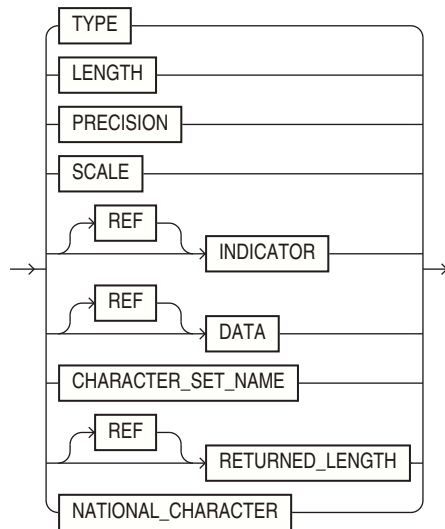 TYPE
LENGTH
PRECISION
SCALE
REF
INDICATOR
REF
DATA
CHARACTER_SET_NAME
REF
RETURNED_LENGTH
NATIONAL_CHARACTER